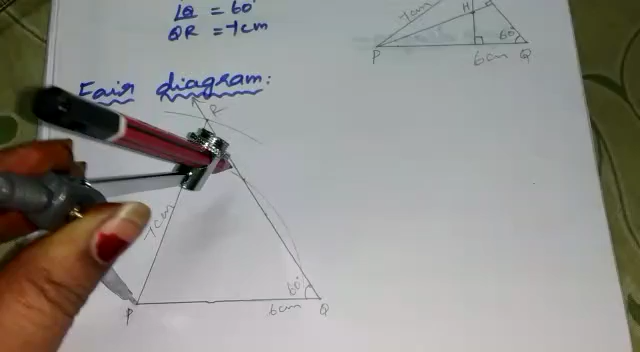 ∟Q = 60°
QR = 7cm
7cm
H
P
60°
6cm
Q
Fair diagram:
R
7cm
60°
P
6cm
Q